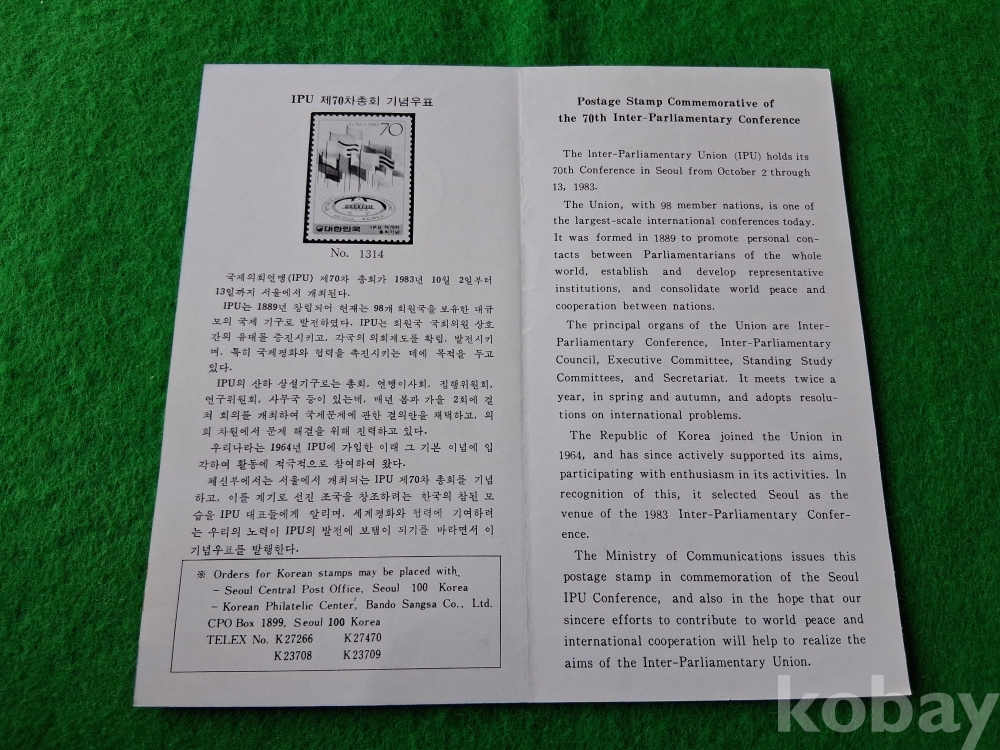 IPU 제70차총회 기념우표
70
대한민국
IPU 제70차
총회기념
No. 1314
국제의회연맹(IPU) 제70차 총회가 1983년 10월 2일부터
13일까지 서울에서 개최된다.
IPU는 1889년 창립되어 현재는 98개 회원국을 보유한 대규
모의 국제 기구로 발전하였다. IPU는 회원국 국회의원 상호
간의 유대를 증진시키고, 각국의 의회제도를 확립, 발전시키
며, 특히 국제평화와 협력을 촉진시키는 데에 목적을 두고
있다.
IPU의 산하 상설기구로는 총회, 연맹이사회, 집행위원회,
연구위원회, 사무국 등이 있는데, 매년 봄과 가을 2회에 걸
쳐 회의를 개최하여 국제문제에 관한 결의안을 채택하고, 의
회 차원에서 문제 해결을 위해 진력하고 있다.
우리나라는 1964년 IPU에 가입한 이래 그 기본 이념에 입
각하여 활동에 적극적으로 참여하여 왔다.
체신부에서는 서울에서 개최되는 IPU 제70차 총회를 기념
하고, 이를 계기로 선진 조국을 창조하려는 한국의 참된 모
습을 IPU 대표들에게 알리며, 세계평화와 협력에 기여하려
는 우리의 노력이 IPU의 발전에 보탬이 되기를 바라면서 이
기념우표를 발행한다.
※ Orders for Korean stamps may be placed with
– Seoul Central Post Office, Seoul 100 Korea
– Korean Philatelic Center, Bando Sangsa Co., Ltd.
CPO Box 1899, Seoul 100 Korea
TELEX No. K27266 K27470
K23708 K23709
Postage Stamp Commemorative of
the 70th Inter-Parliamentary Conference
The Inter-Parliamentary Union (IPU) holds its
70th Conference in Seoul from October 2 through
13, 1983.
The Union, with 98 member nations, is one of
the largest-scale international conferences today.
It was formed in 1889 to promote personal con-
tacts between Parliamentarians of the whole
world, establish and develop representative
institutions, and consolidate world peace and
cooperation between nations.
The principal organs of the Union are Inter-
Parliamentary Conference, Inter-Parliamentary
Council, Executive Committee, Standing Study
Committees, and Secretariat. It meets twice a
year, in spring and autumn, and adopts resolu-
tions on international problems.
The Republic of Korea joined the Union in
1964, and has since actively supported its aims,
participating with enthusiasm in its activities. In
recognition of this, it selected Seoul as the
venue of the 1983 Inter-Parliamentary Confer-
ence.
The Ministry of Communications issues this
postage stamp in commemoration of the Seoul
IPU Conference, and also in the hope that our
sincere efforts to contribute to world peace and
international cooperation will help to realize the
aims of the Inter-Parliamentary Union.
kobay